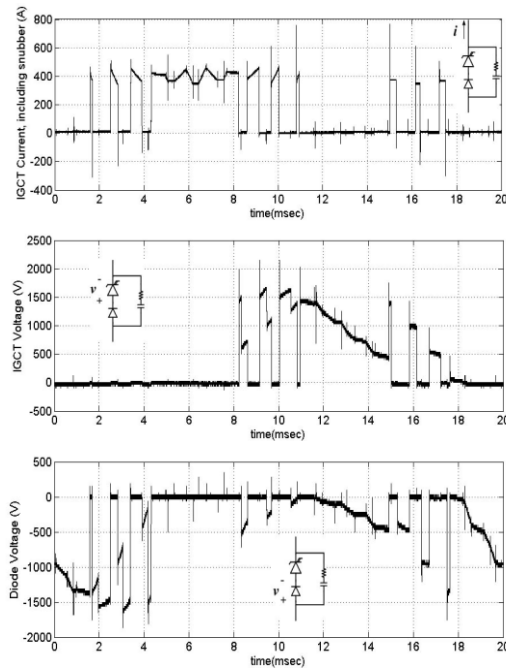 800
600
400
200
0
-200
-400
IGCT Current, including snubber (A)
i
0 2 4 6 8 10 12 14 16 18 20
time(msec)
2500
2000
1500
1000
500
0
-500
IGCT Voltage (V)
v - +
0 2 4 6 8 10 12 14 16 18 20
time(msec)
500
0
-500
-1000
-1500
-2000
Diode Voltage (V)
v - +
0 2 4 6 8 10 12 14 16 18 20
time(msec)